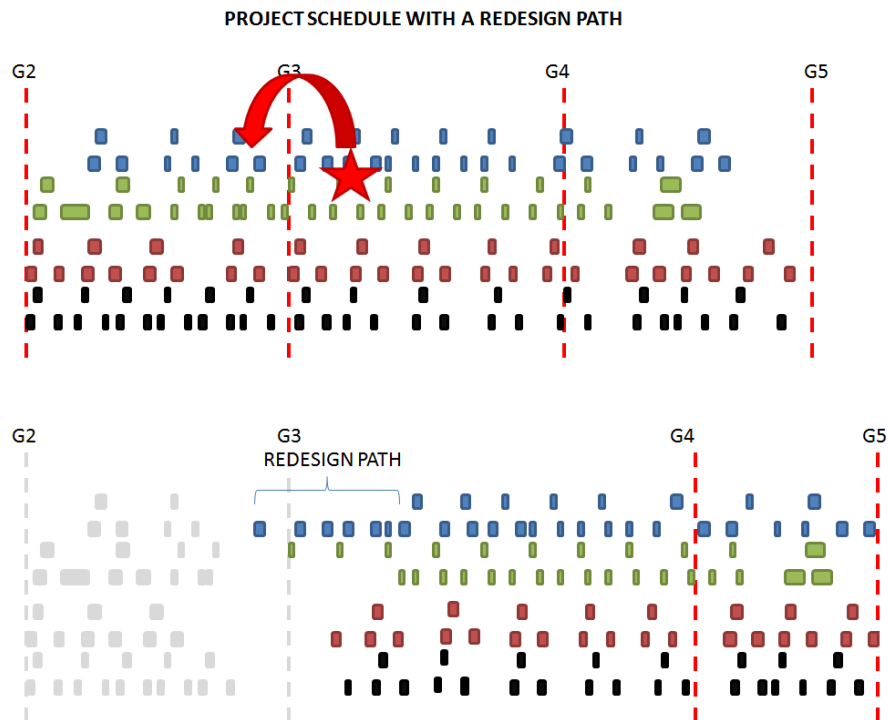 PROJECT SCHEDULE WITH A REDESIGN PATH
G2 G3 G4 G5
G2 G3 G4 G5
REDESIGN PATH